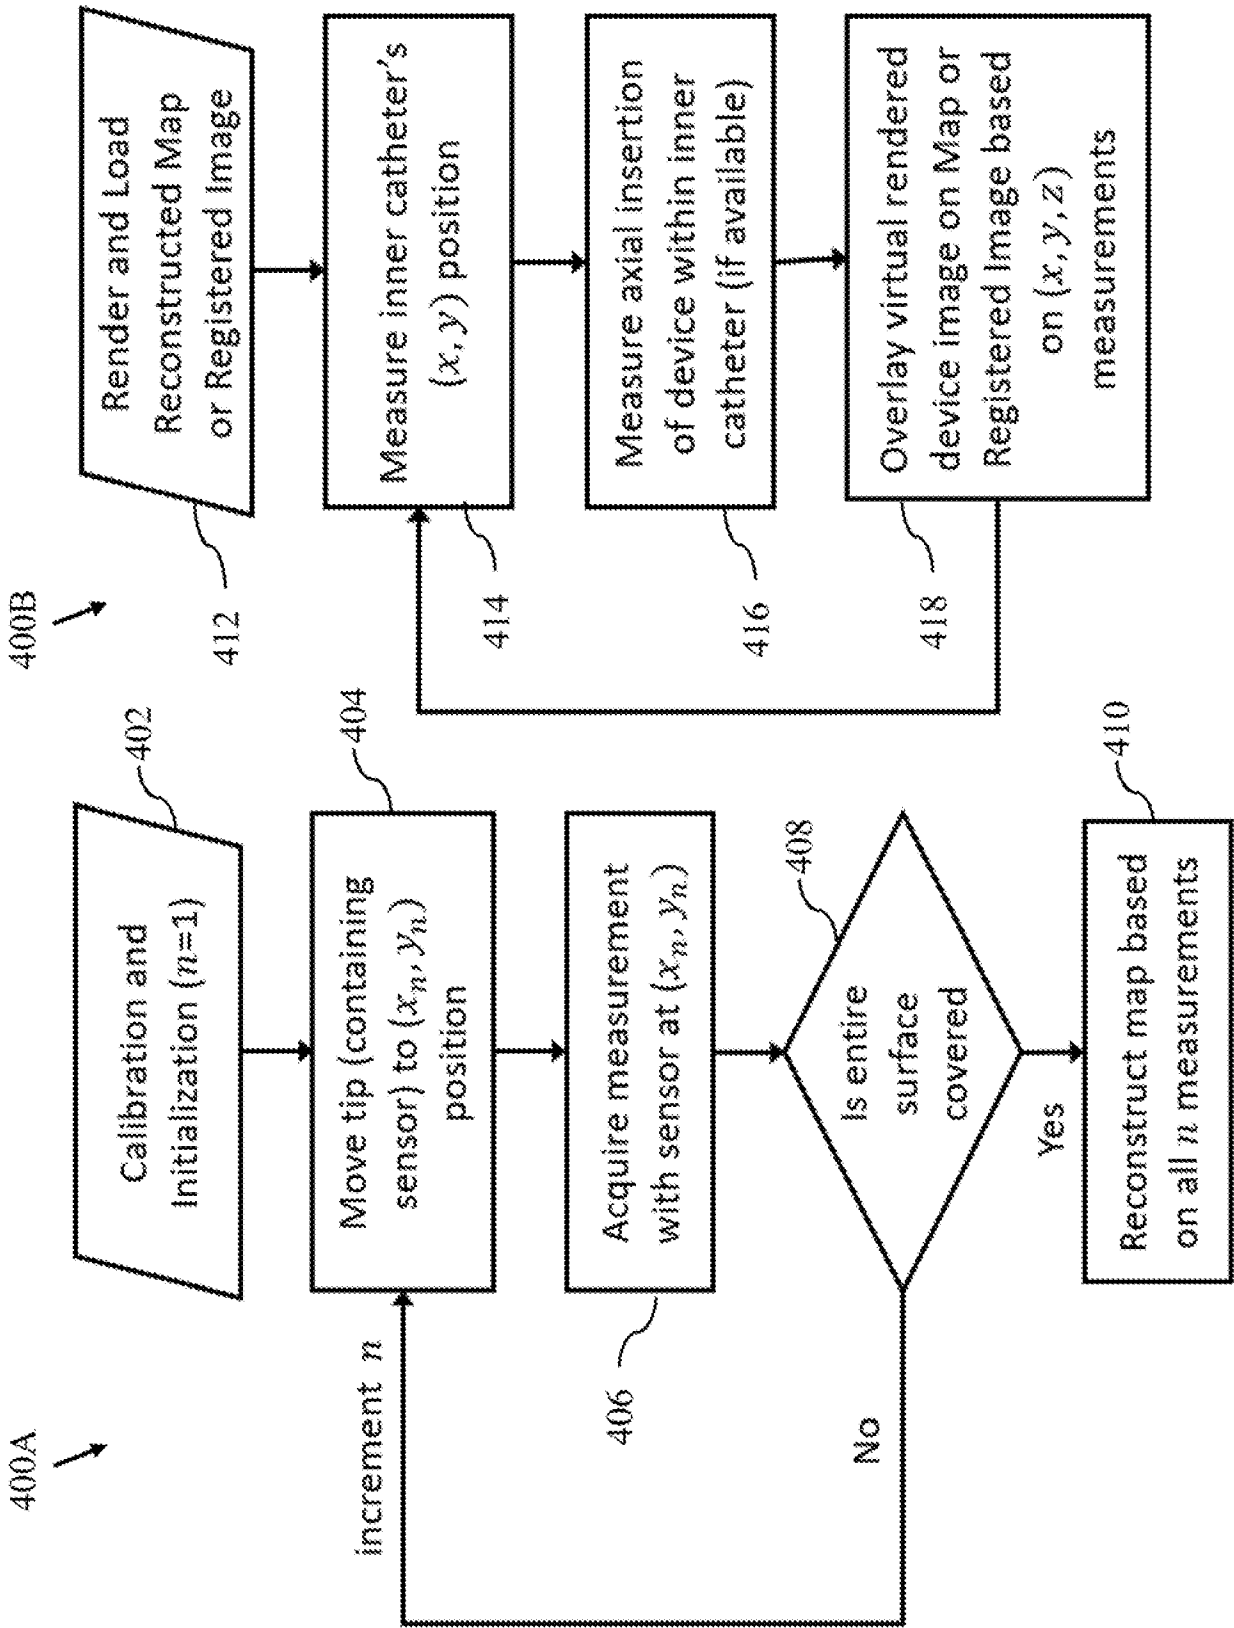 400A
402
Calibration and
Initialization (n=1)
404
Move tip (containing
sensor) to (xₙ, yₙ)
position
increment n
406
Acquire measurement
with sensor at (xₙ, yₙ)
408
Is entire
surface
covered
No
Yes
410
Reconstruct map based
on all n measurements
400B
412
Render and Load
Reconstructed Map
or Registered Image
414
Measure inner catheter’s
(x, y) position
416
Measure axial insertion
of device within inner
catheter (if available)
418
Overlay virtual rendered
device image on Map or
Registered Image based
on (x, y, z)
measurements